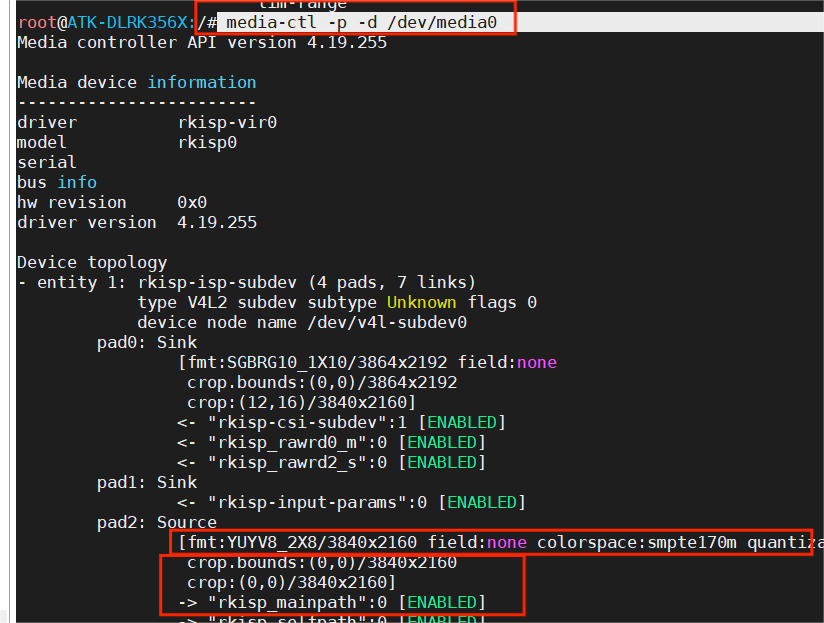 tim-range
root@ATK-DLRK356X:/# media-ctl -p -d /dev/media0
Media controller API version 4.19.255
Media device information
------------------------
driver          rkisp-vir0
model           rkisp0
serial
bus info
hw revision     0x0
driver version  4.19.255
Device topology
- entity 1: rkisp-isp-subdev (4 pads, 7 links)
            type V4L2 subdev subtype Unknown flags 0
            device node name /dev/v4l-subdev0
        pad0: Sink
                [fmt:SGBRG10_1X10/3864x2192 field:none
                 crop.bounds:(0,0)/3864x2192
                 crop:(12,16)/3840x2160]
                <- "rkisp-csi-subdev":1 [ENABLED]
                <- "rkisp_rawrd0_m":0 [ENABLED]
                <- "rkisp_rawrd2_s":0 [ENABLED]
        pad1: Sink
                <- "rkisp-input-params":0 [ENABLED]
        pad2: Source
                [fmt:YUYV8_2X8/3840x2160 field:none colorspace:smpte170m quantiza
                 crop.bounds:(0,0)/3840x2160
                 crop:(0,0)/3840x2160]
                -> "rkisp_mainpath":0 [ENABLED]
                -> "rkisp_selfpath":0 [ENABLED]